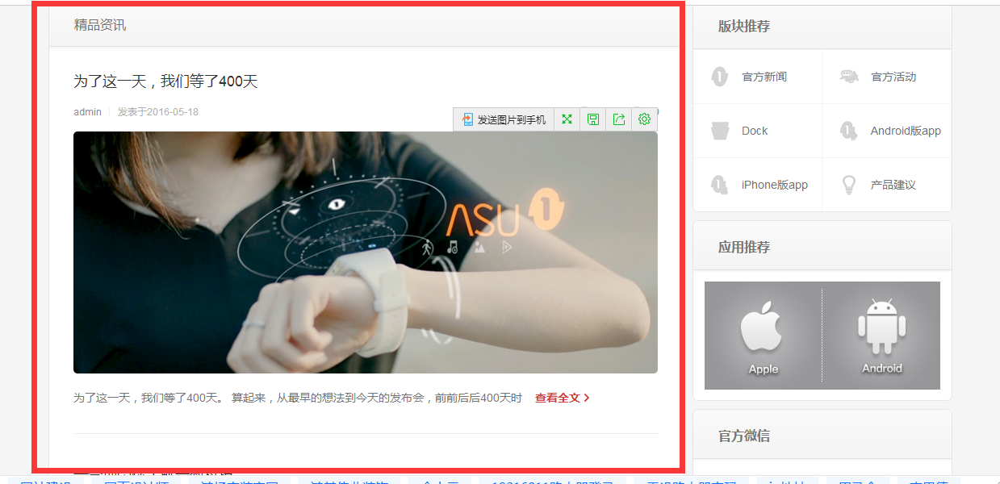 精品资讯
为了这一天，我们等了400天
admin 发表于2016-05-18
发送图片到手机
ASU 1
为了这一天，我们等了400天。 算起来，从最早的想法到今天的发布会，前前后后400天时 查看全文
版块推荐
官方新闻
官方活动
Dock
Android版app
iPhone版app
产品建议
应用推荐
Apple
Android
官方微信